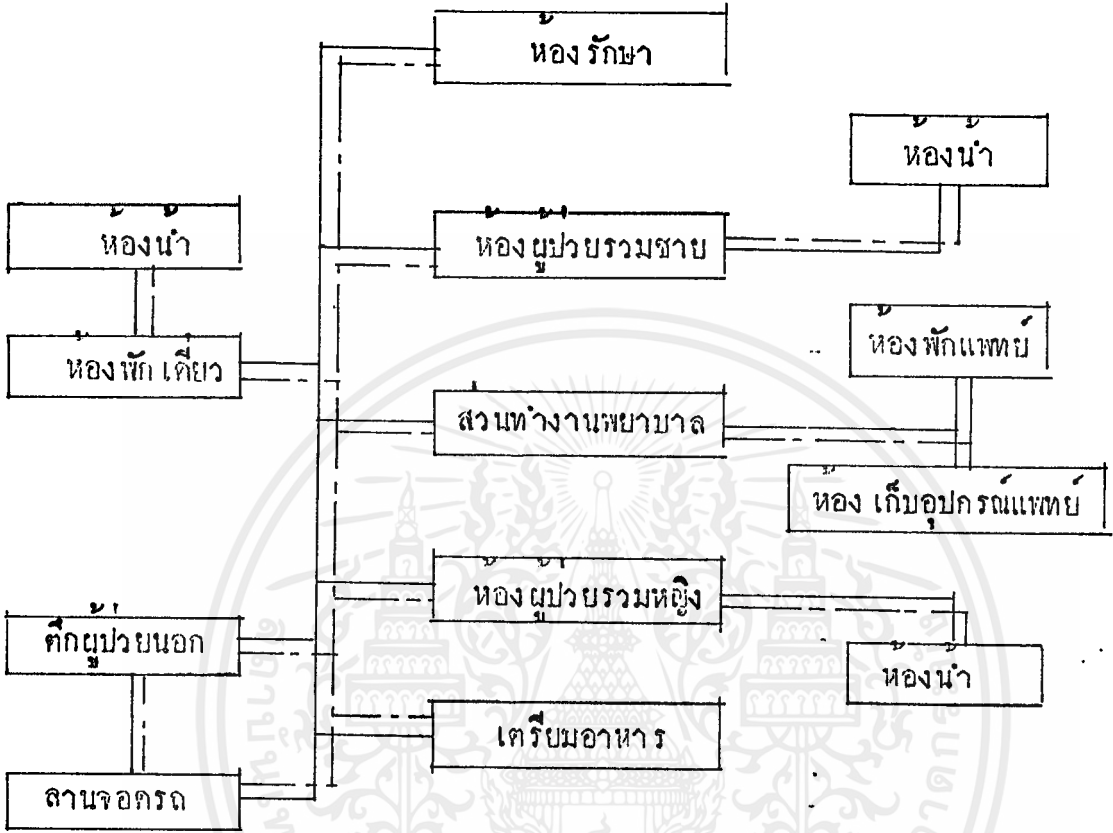 ห้องรักษา
ห้องน้ำ
ห้องน้ำ
ห้องผู้ป่วยรวมชาย
ห้องพักแพทย์
ห้องพักเดี่ยว
ส่วนทำงานพยาบาล
ห้องเก็บอุปกรณ์แพทย์
ห้องผู้ป่วยรวมหญิง
ตึกผู้ป่วยนอก
ห้องน้ำ
เตรียมอาหาร
ลานจอดรถ